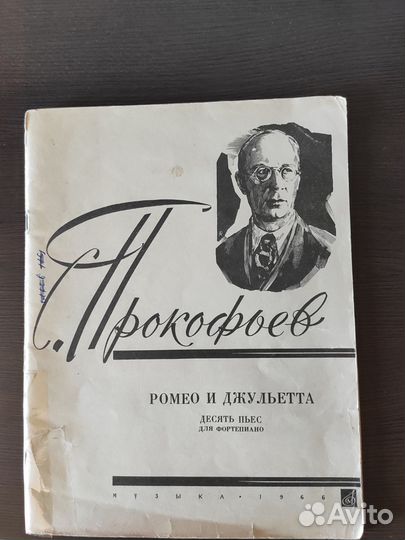 С. Прокофьев
РОМЕО И ДЖУЛЬЕТТА
ДЕСЯТЬ ПЬЕС
ДЛЯ ФОРТЕПИАНО
МУЗЫКА • 1966
Avito